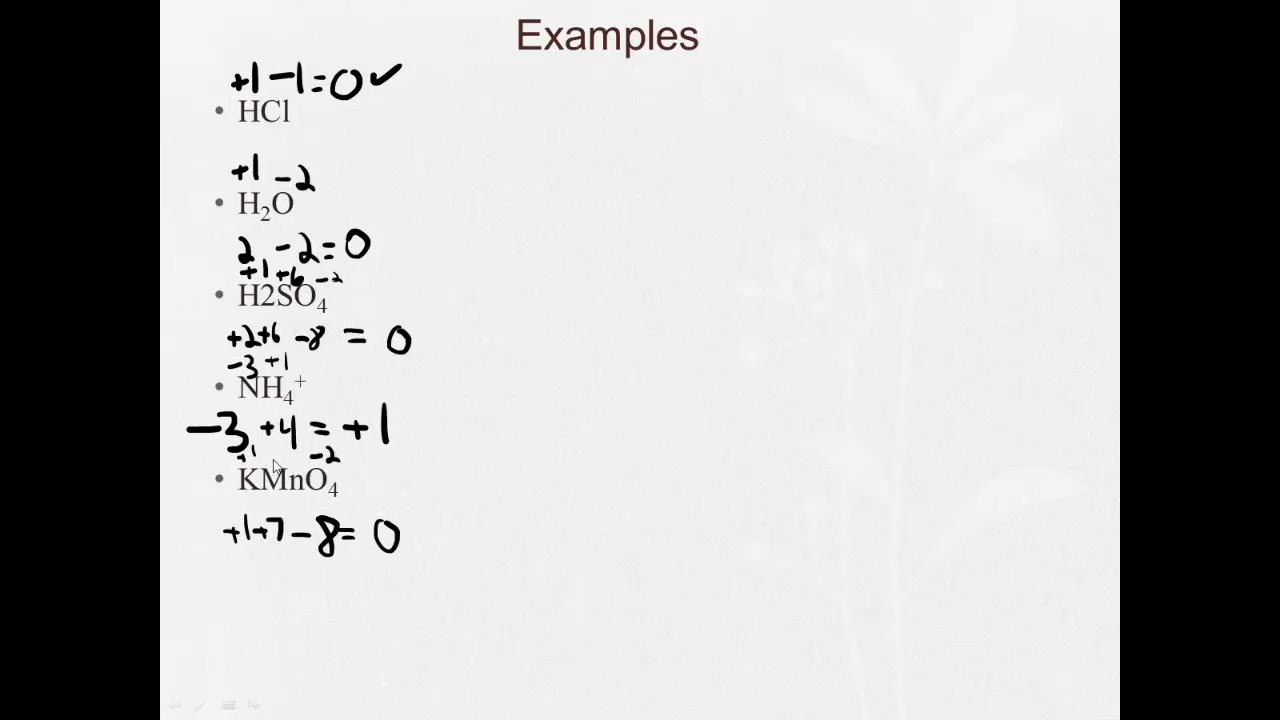 Examples
+1 -1 = 0 ✓
• HCl
+1 -2
• H₂O
2 -2 = 0
+1 +6 -2
• H2SO₄
+2 +6 -8 = 0
-3 +1
• NH₄⁺
-3 +4 = +1
+1 -2
• KMnO₄
+1 +7 -8 = 0